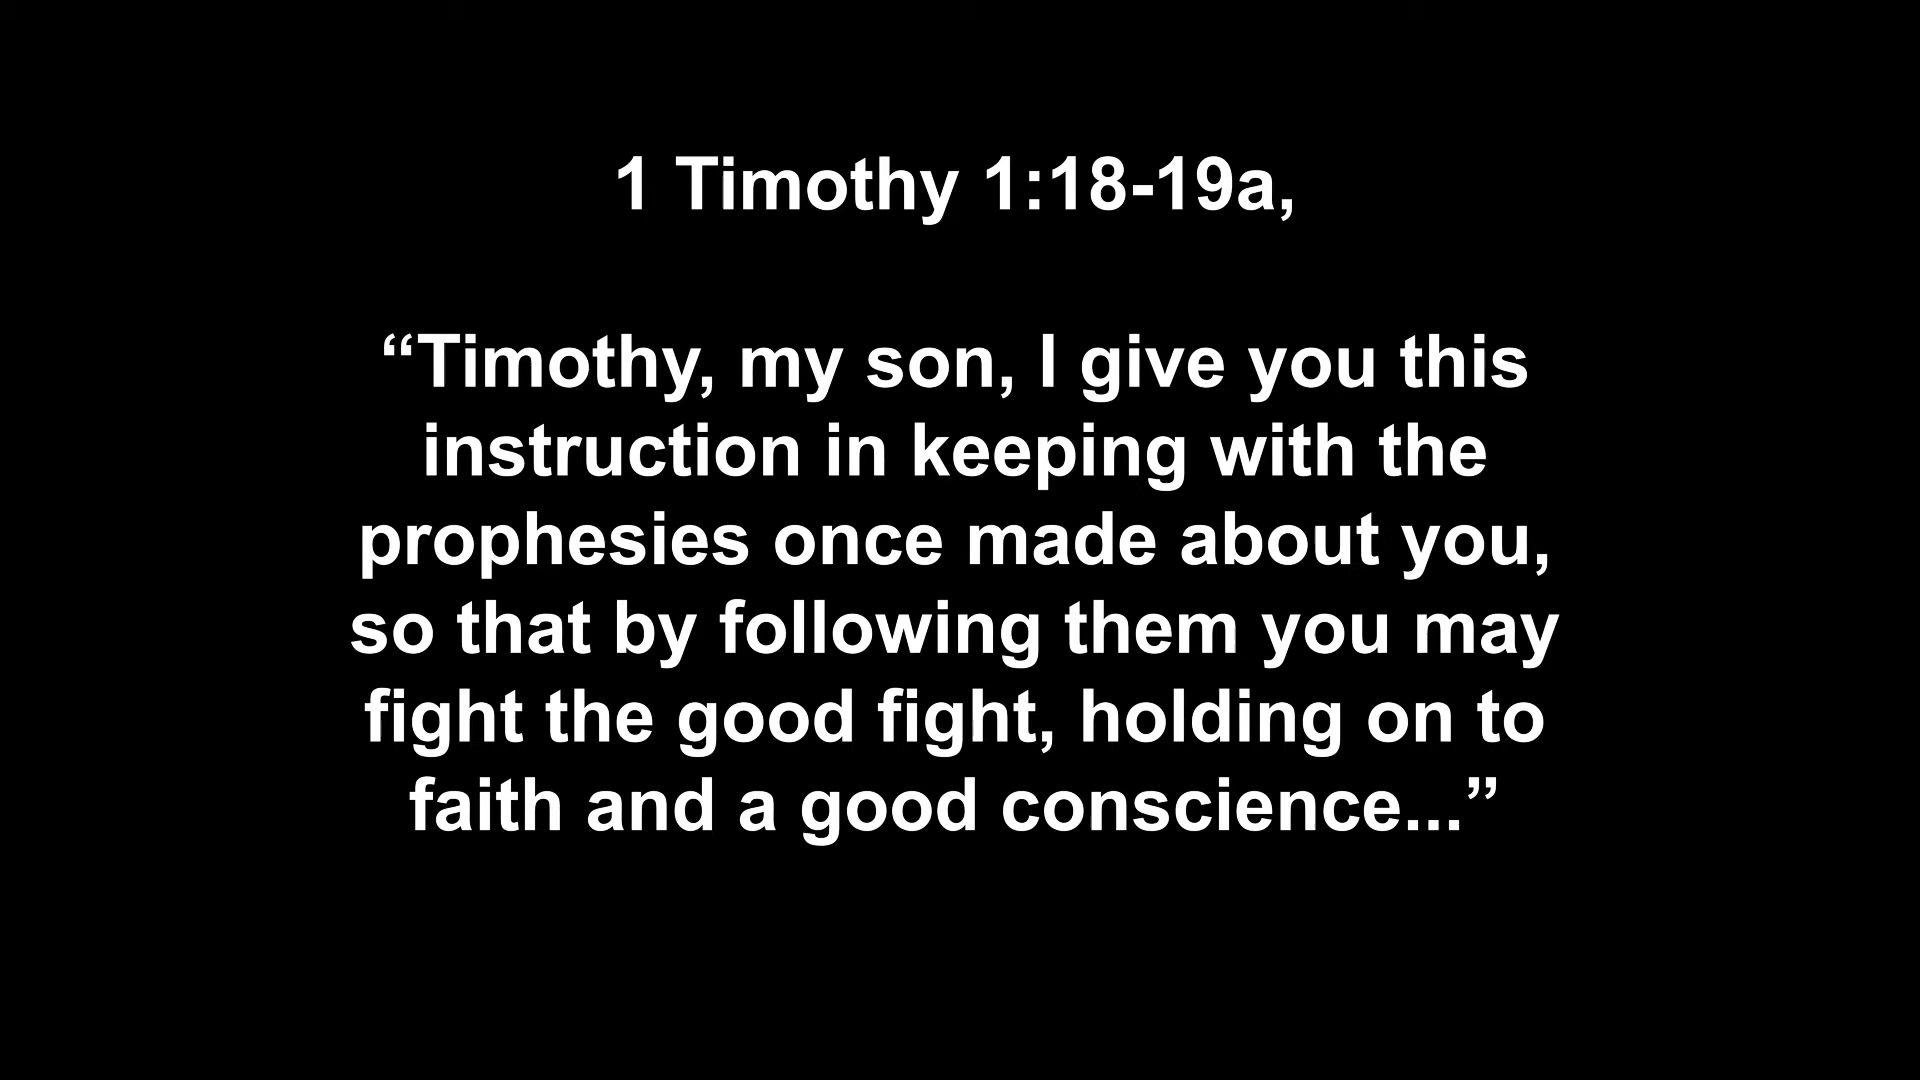 1 Timothy 1:18-19a,
“Timothy, my son, I give you this
instruction in keeping with the
prophesies once made about you,
so that by following them you may
fight the good fight, holding on to
faith and a good conscience...”